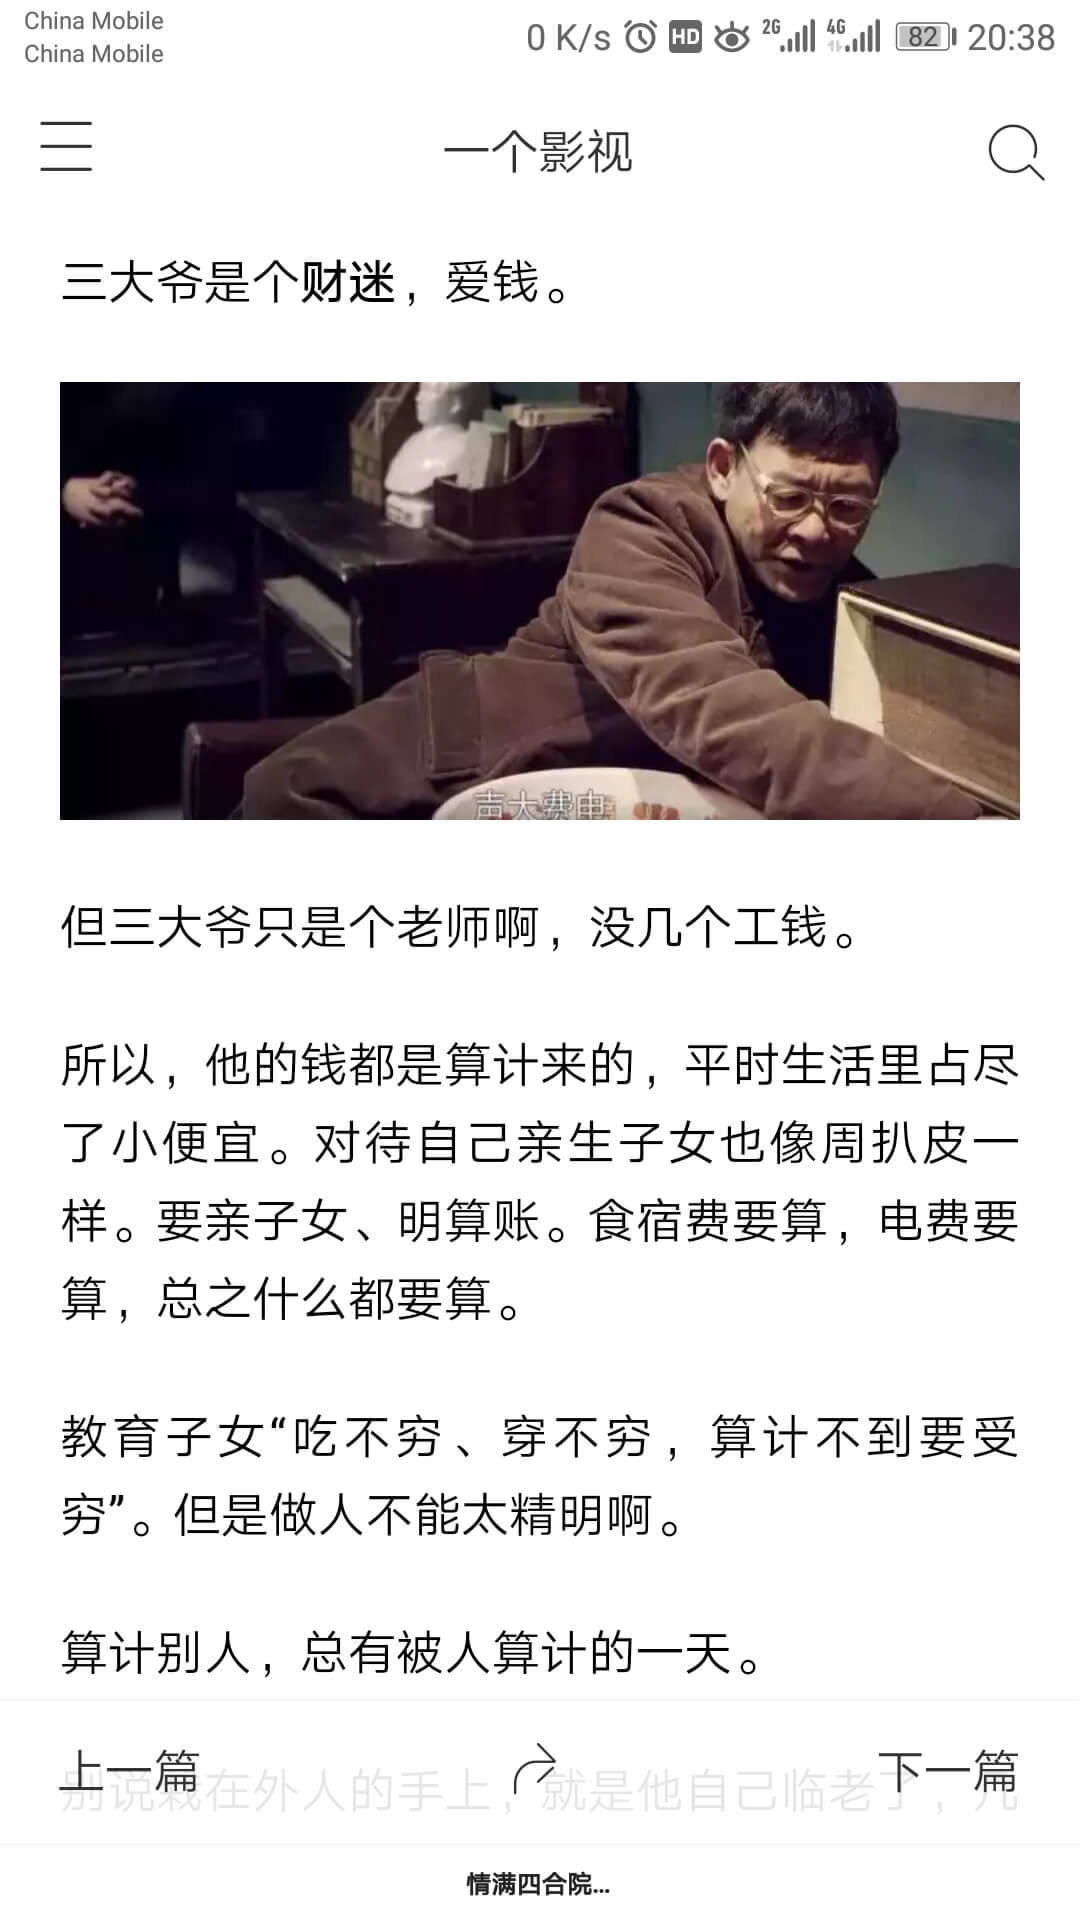 China Mobile
China Mobile
0 K/s HD 2G 4G 82 20:38
一个影视
三大爷是个财迷，爱钱。
声大费电
但三大爷只是个老师啊，没几个工钱。
所以，他的钱都是算计来的，平时生活里占尽
了小便宜。对待自己亲生子女也像周扒皮一
样。要亲子女、明算账。食宿费要算，电费要
算，总之什么都要算。
教育子女“吃不穷、穿不穷，算计不到要受
穷”。但是做人不能太精明啊。
算计别人，总有被人算计的一天。
别说栽在外人的手上，就是他自己临老了，儿
上一篇
下一篇
情满四合院...